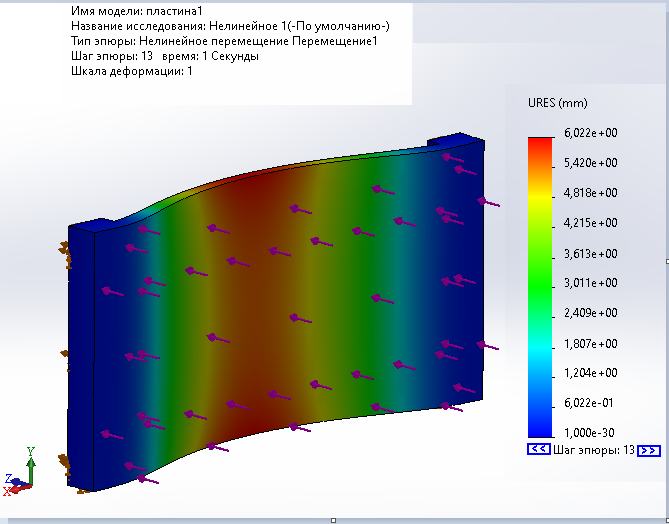 Имя модели: пластина1
Название исследования: Нелинейное 1(-По умолчанию-)
Тип эпюры: Нелинейное перемещение Перемещение1
Шаг эпюры: 13 время: 1 Секунды
Шкала деформации: 1
URES (mm)
6,022e+00
5,420e+00
4,818e+00
4,215e+00
3,613e+00
3,011e+00
2,409e+00
1,807e+00
1,204e+00
6,022e-01
1,000e-30
<< Шаг эпюры: 13 >>
Y
Z
X